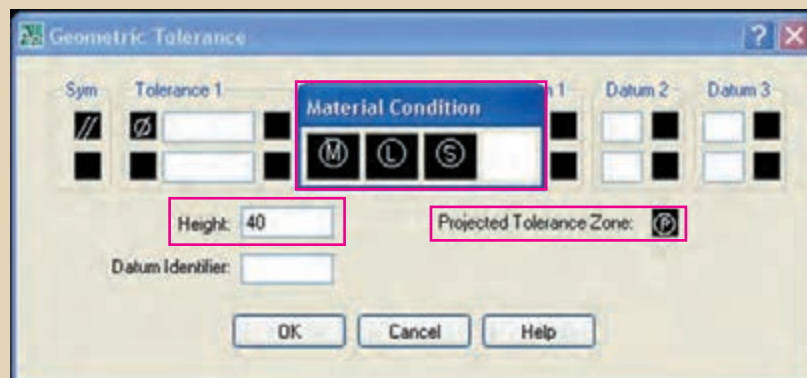 Geometric Tolerance
Sym Tolerance 1 1 Datum 2 Datum 3
Material Condition
// Ø
M L S
Height: 40 Projected Tolerance Zone: P
Datum Identifier:
OK Cancel Help